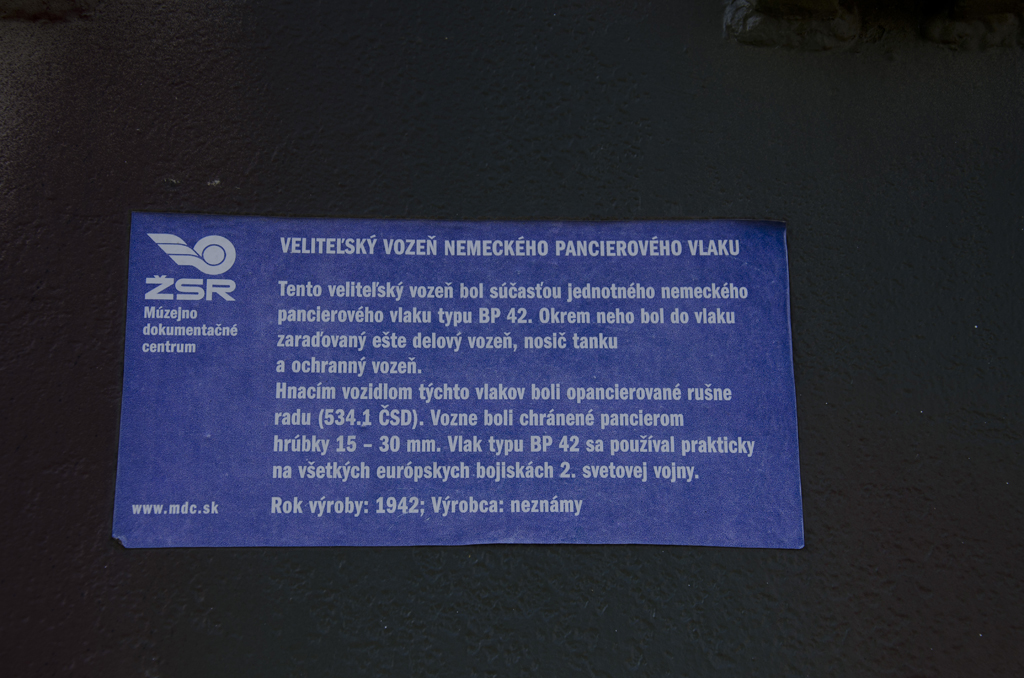 ŽSR
Múzejno
dokumentačné
centrum
www.mdc.sk
VELITEĽSKÝ VOZEŇ NEMECKÉHO PANCIEROVÉHO VLAKU
Tento veliteľský vozeň bol súčasťou jednotného nemeckého
pancierového vlaku typu BP 42. Okrem neho bol do vlaku
zaraďovaný ešte delový vozeň, nosič tanku
a ochranný vozeň.
Hnacím vozidlom týchto vlakov boli opancierované rušne
radu (534.1 ČSD). Vozne boli chránené pancierom
hrúbky 15 – 30 mm. Vlak typu BP 42 sa používal prakticky
na všetkých európskych bojiskách 2. svetovej vojny.
Rok výroby: 1942; Výrobca: neznámy